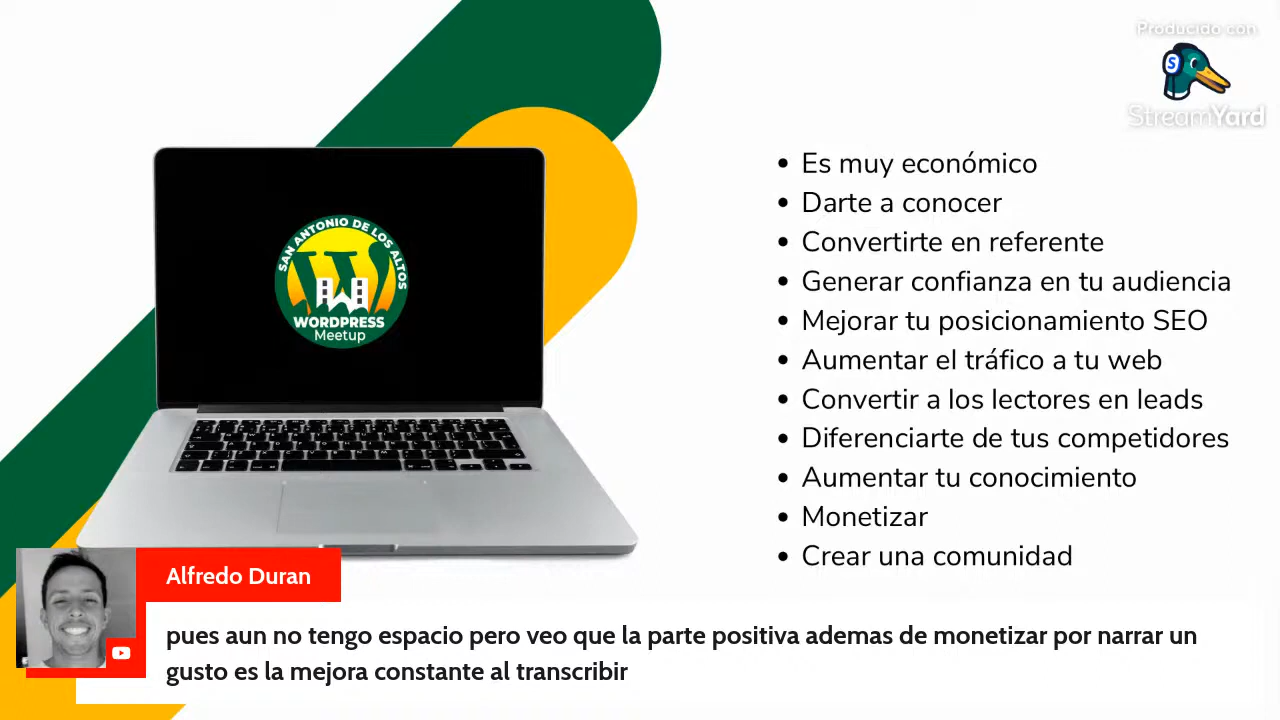 Producido con
StreamYard
SAN ANTONIO DE LOS ALTOS
WORDPRESS
Meetup
• Es muy económico
• Darte a conocer
• Convertirte en referente
• Generar confianza en tu audiencia
• Mejorar tu posicionamiento SEO
• Aumentar el tráfico a tu web
• Convertir a los lectores en leads
• Diferenciarte de tus competidores
• Aumentar tu conocimiento
• Monetizar
• Crear una comunidad
Alfredo Duran
pues aun no tengo espacio pero veo que la parte positiva ademas de monetizar por narrar un
gusto es la mejora constante al transcribir